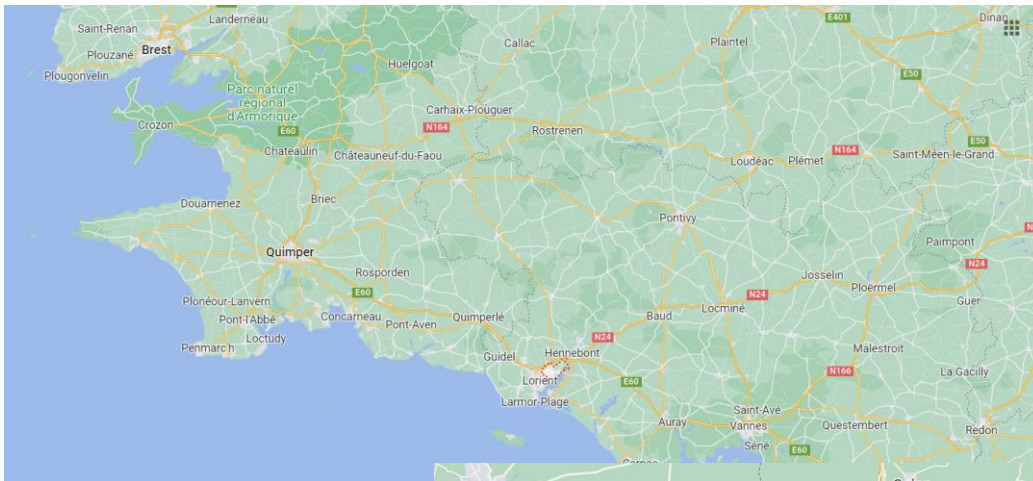 Landerneau
E401
Dinan
Saint-Renan
Brest
Callac
Plaintel
Plouzané
Huelgoat
Plougonvelin
E50
Parc naturel
régional
d'Armorique
Carhaix-Plouguer
Crozon
E60
N164
Rostrenen
E50
Chateaulin
Châteauneuf-du-Faou
Loudéac
Plémet
N164
Saint-Méen-le-Grand
Briec
Douarnenez
Pontivy
Quimper
Paimpont
N24
Rosporden
Josselin
E60
Plonéour-Lanvern
N24
Ploërmel
Guer
Pont-l'Abbé
Concarneau
Pont-Aven
Quimperlé
Baud
Locminé
Loctudy
N24
Penmarc'h
Guidel
Hennebont
Malestroit
N166
La Gacilly
Lorient
E60
Larmor-Plage
Saint-Avé
Auray
Vannes
Questembert
Redon
Séné
E60